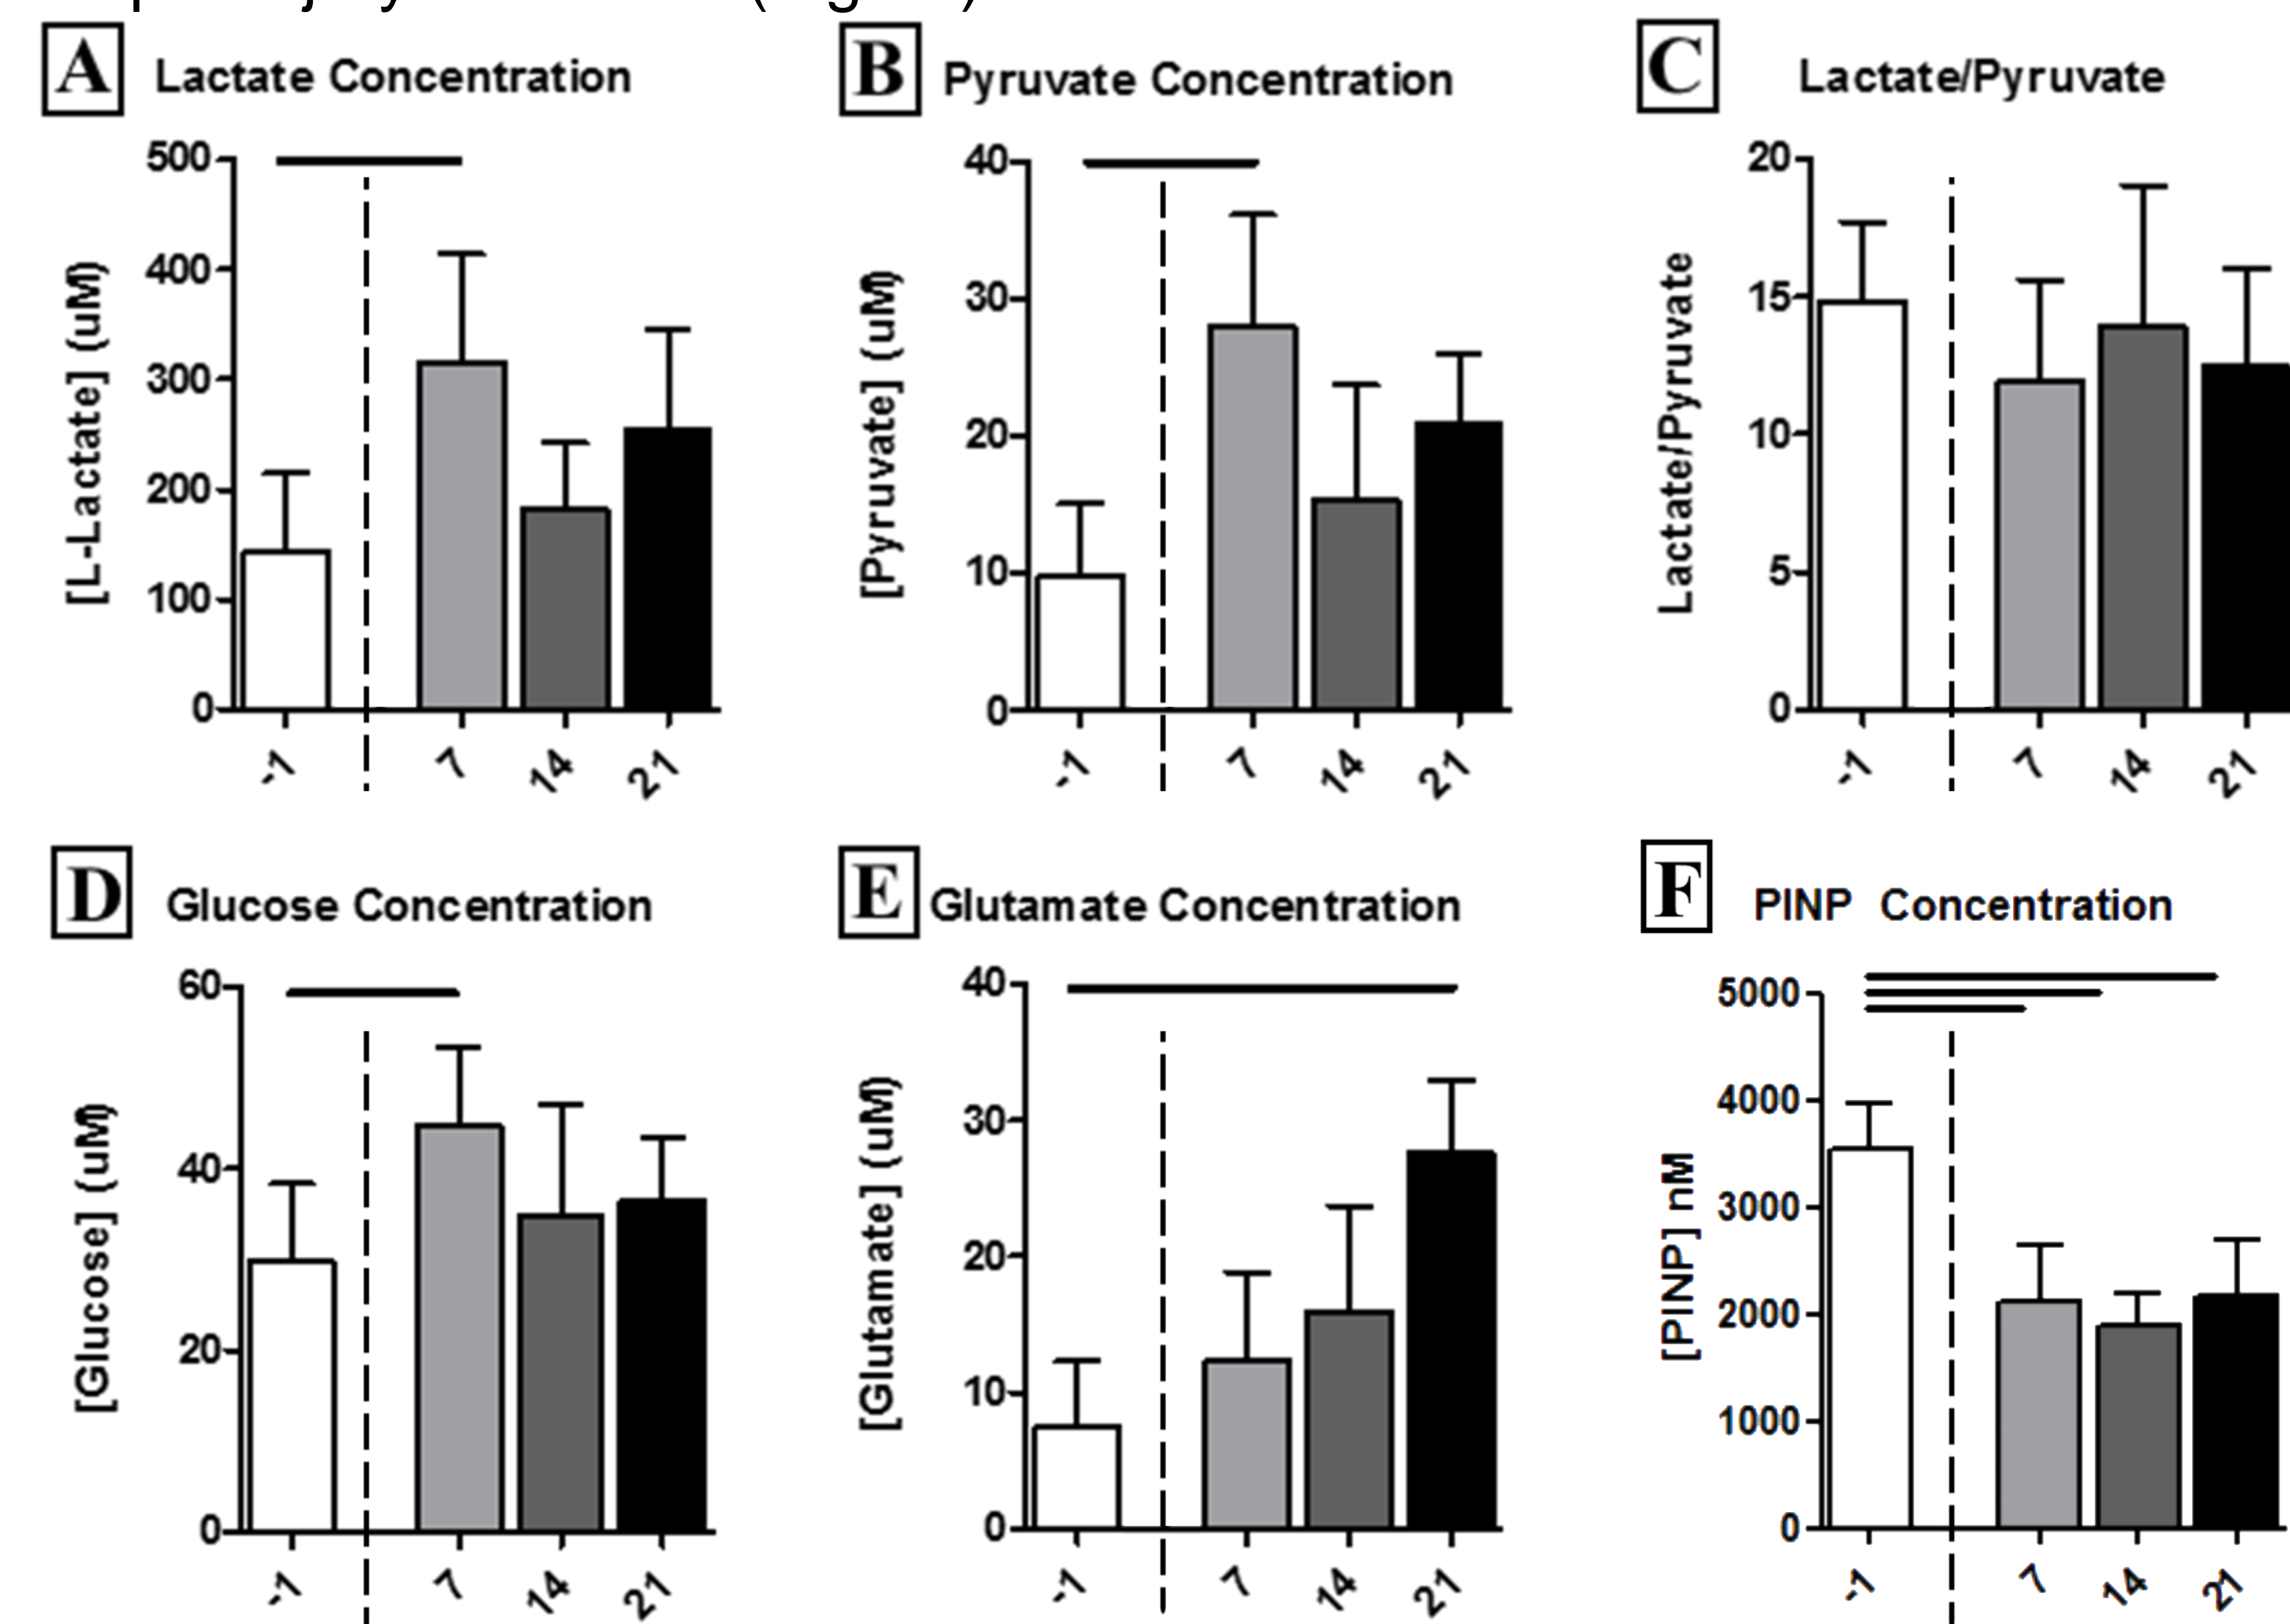 A Lactate Concentration
500
400
300
200
100
0
[L-Lactate] (uM)
-1 7 14 21
B Pyruvate Concentration
40
30
20
10
0
[Pyruvate] (uM)
-1 7 14 21
C Lactate/Pyruvate
20
15
10
5
0
Lactate/Pyruvate
-1 7 14 21
D Glucose Concentration
60
40
20
0
[Glucose] (uM)
-1 7 14 21
E Glutamate Concentration
40
30
20
10
0
[Glutamate] (uM)
-1 7 14 21
F PINP Concentration
5000
4000
3000
2000
1000
0
[PINP] nM
-1 7 14 21